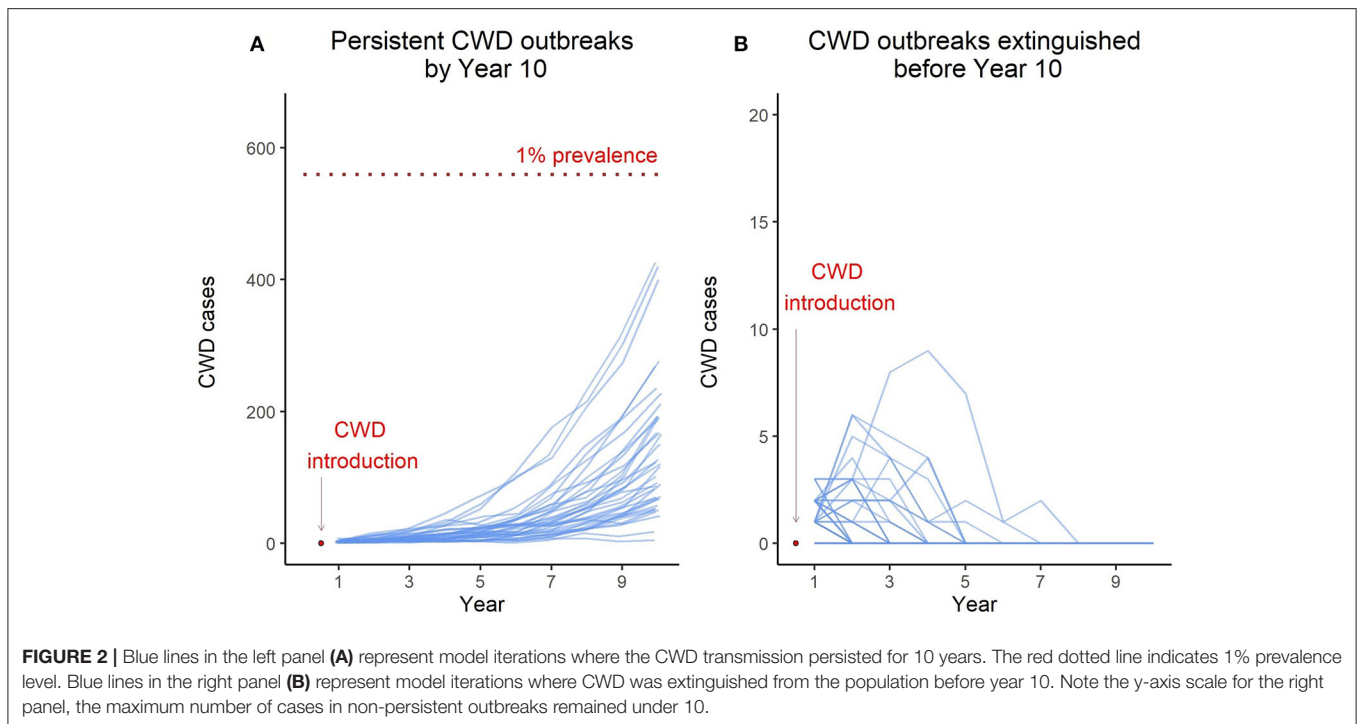 A
Persistent CWD outbreaks
by Year 10
600
400
200
0
CWD cases
1% prevalence
CWD
introduction
1 3 5 7 9
Year
B
CWD outbreaks extinguished
before Year 10
20
15
10
5
0
CWD cases
CWD
introduction
1 3 5 7 9
Year
FIGURE 2 | Blue lines in the left panel (A) represent model iterations where the CWD transmission persisted for 10 years. The red dotted line indicates 1% prevalence
level. Blue lines in the right panel (B) represent model iterations where CWD was extinguished from the population before year 10. Note the y-axis scale for the right
panel, the maximum number of cases in non-persistent outbreaks remained under 10.